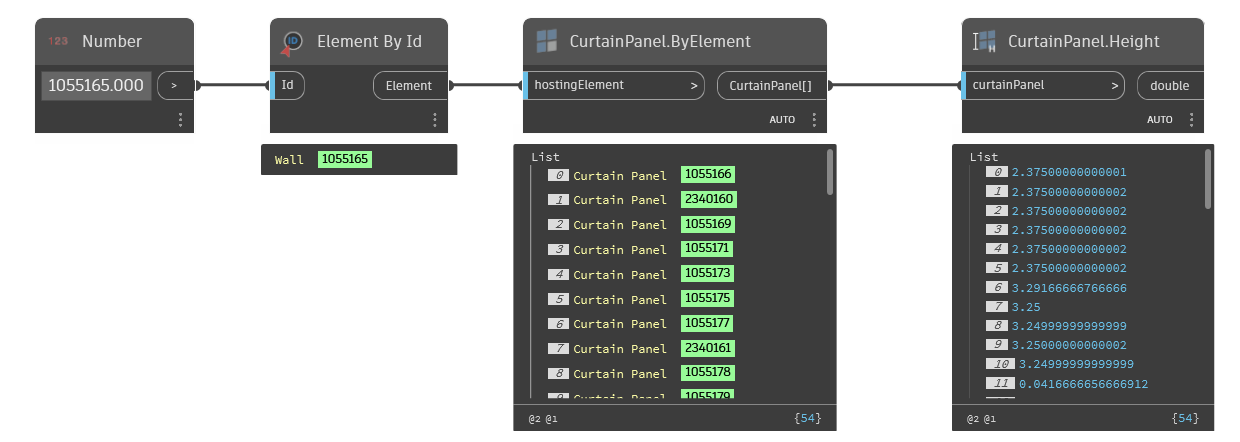 123 Number
1055165.000 >
ID Element By Id
Id Element
Wall 1055165
CurtainPanel.ByElement
hostingElement > CurtainPanel[]
AUTO
List
0 Curtain Panel 1055166
1 Curtain Panel 2340160
2 Curtain Panel 1055169
3 Curtain Panel 1055171
4 Curtain Panel 1055173
5 Curtain Panel 1055175
6 Curtain Panel 1055177
7 Curtain Panel 2340161
8 Curtain Panel 1055178
9 Curtain Panel 1055179
@2 @1 {54}
H CurtainPanel.Height
curtainPanel > double
AUTO
List
0 2.37500000000001
1 2.37500000000002
2 2.37500000000002
3 2.37500000000002
4 2.37500000000002
5 2.37500000000002
6 3.29166666766666
7 3.25
8 3.24999999999999
9 3.25000000000002
10 3.24999999999999
11 0.0416666656666912
@2 @1 {54}